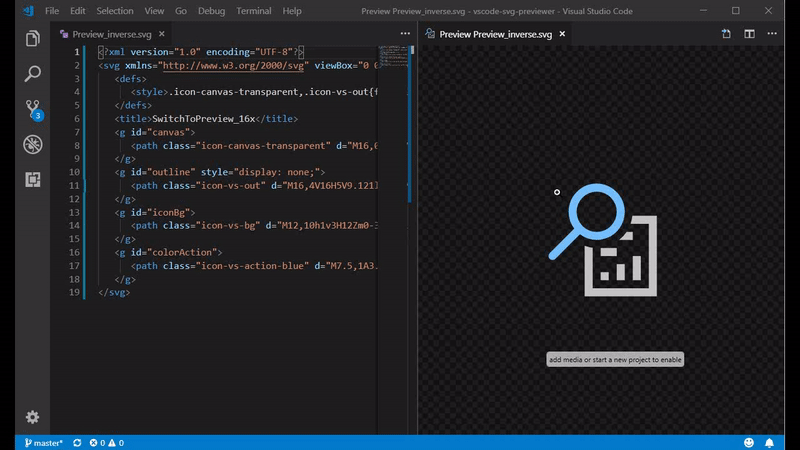 File Edit Selection View Go Debug Terminal Help Preview Preview_inverse.svg - vscode-svg-previewer - Visual Studio Code
Preview_inverse.svg
Preview Preview_inverse.svg
1 <?xml version="1.0" encoding="UTF-8"?>
2 <svg xmlns="http://www.w3.org/2000/svg" viewBox="0 0
3 <defs>
4 <style>.icon-canvas-transparent,.icon-vs-out{f
5 </defs>
6 <title>SwitchToPreview_16x</title>
7 <g id="canvas">
8 <path class="icon-canvas-transparent" d="M16,0
9 </g>
10 <g id="outline" style="display: none;">
11 <path class="icon-vs-out" d="M16,4V16H5V9.121l
12 </g>
13 <g id="iconBg">
14 <path class="icon-vs-bg" d="M12,10h1v3H12Zm0-3
15 </g>
16 <g id="colorAction">
17 <path class="icon-vs-action-blue" d="M7.5,1A3.
18 </g>
19 </svg>
3
add media or start a new project to enable
master* 0 0